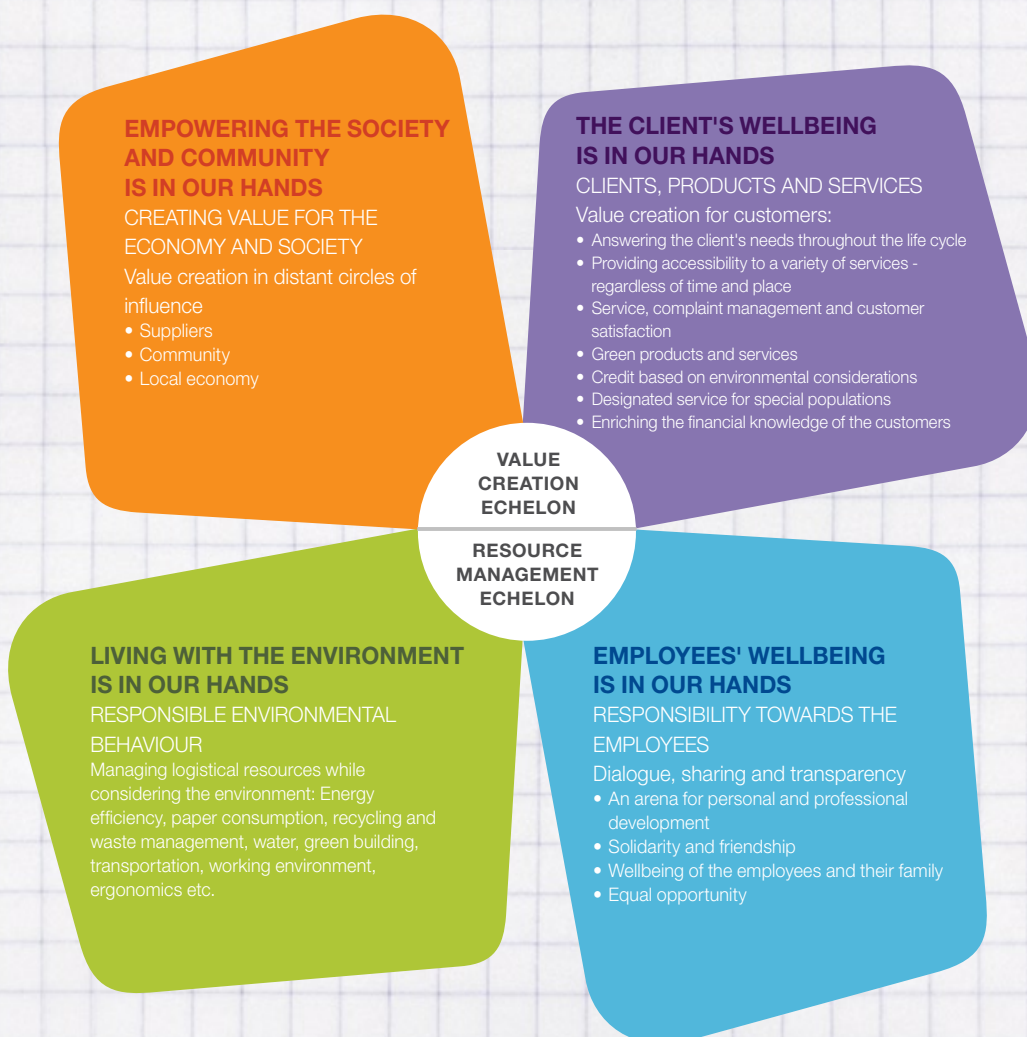 EMPOWERING THE SOCIETY
AND COMMUNITY
IS IN OUR HANDS
CREATING VALUE FOR THE
ECONOMY AND SOCIETY
Value creation in distant circles of
influence
• Suppliers
• Community
• Local economy
THE CLIENT'S WELLBEING
IS IN OUR HANDS
CLIENTS, PRODUCTS AND SERVICES
Value creation for customers:
• Answering the client's needs throughout the life cycle
• Providing accessibility to a variety of services -
regardless of time and place
• Service, complaint management and customer
satisfaction
• Green products and services
• Credit based on environmental considerations
• Designated service for special populations
• Enriching the financial knowledge of the customers
VALUE
CREATION
ECHELON
RESOURCE
MANAGEMENT
ECHELON
LIVING WITH THE ENVIRONMENT
IS IN OUR HANDS
RESPONSIBLE ENVIRONMENTAL
BEHAVIOUR
Managing logistical resources while
considering the environment: Energy
efficiency, paper consumption, recycling and
waste management, water, green building,
transportation, working environment,
ergonomics etc.
EMPLOYEES' WELLBEING
IS IN OUR HANDS
RESPONSIBILITY TOWARDS THE
EMPLOYEES
Dialogue, sharing and transparency
• An arena for personal and professional
development
• Solidarity and friendship
• Wellbeing of the employees and their family
• Equal opportunity